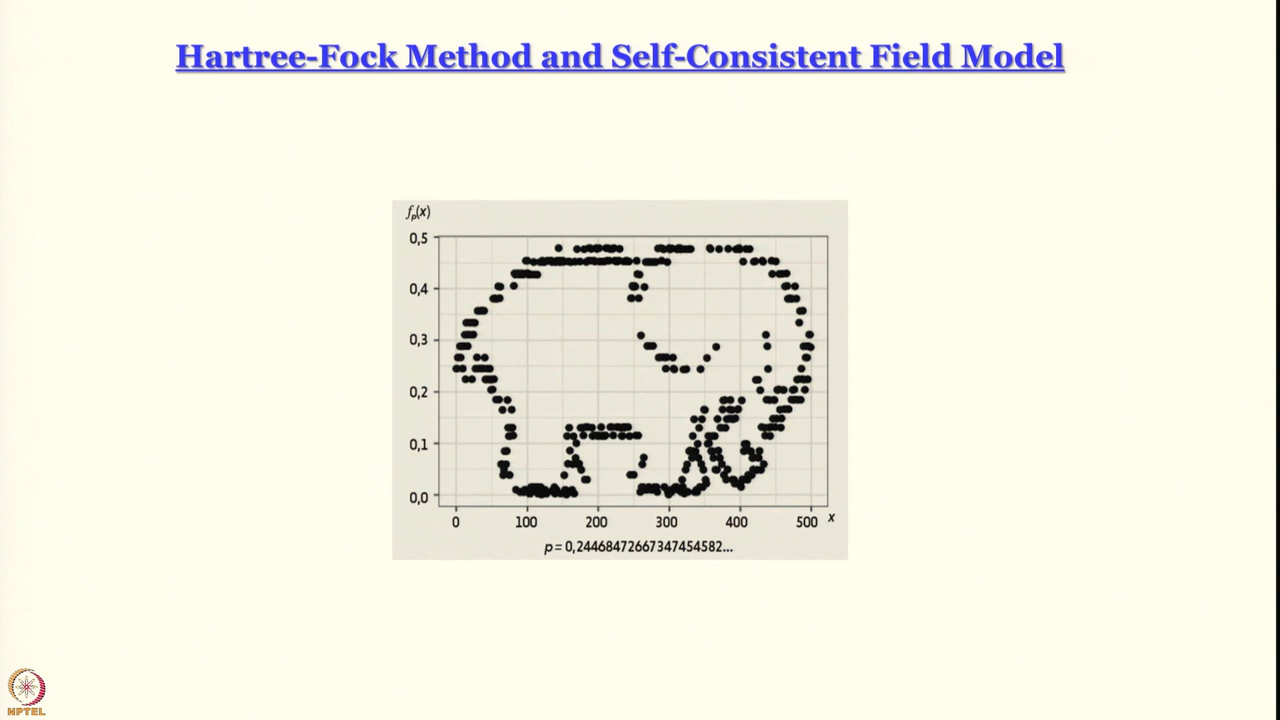 Hartree-Fock Method and Self-Consistent Field Model
fp(x)
0,5
0,4
0,3
0,2
0,1
0,0
0 100 200 300 400 500 x
p = 0,24468472667347454582...
NPTEL